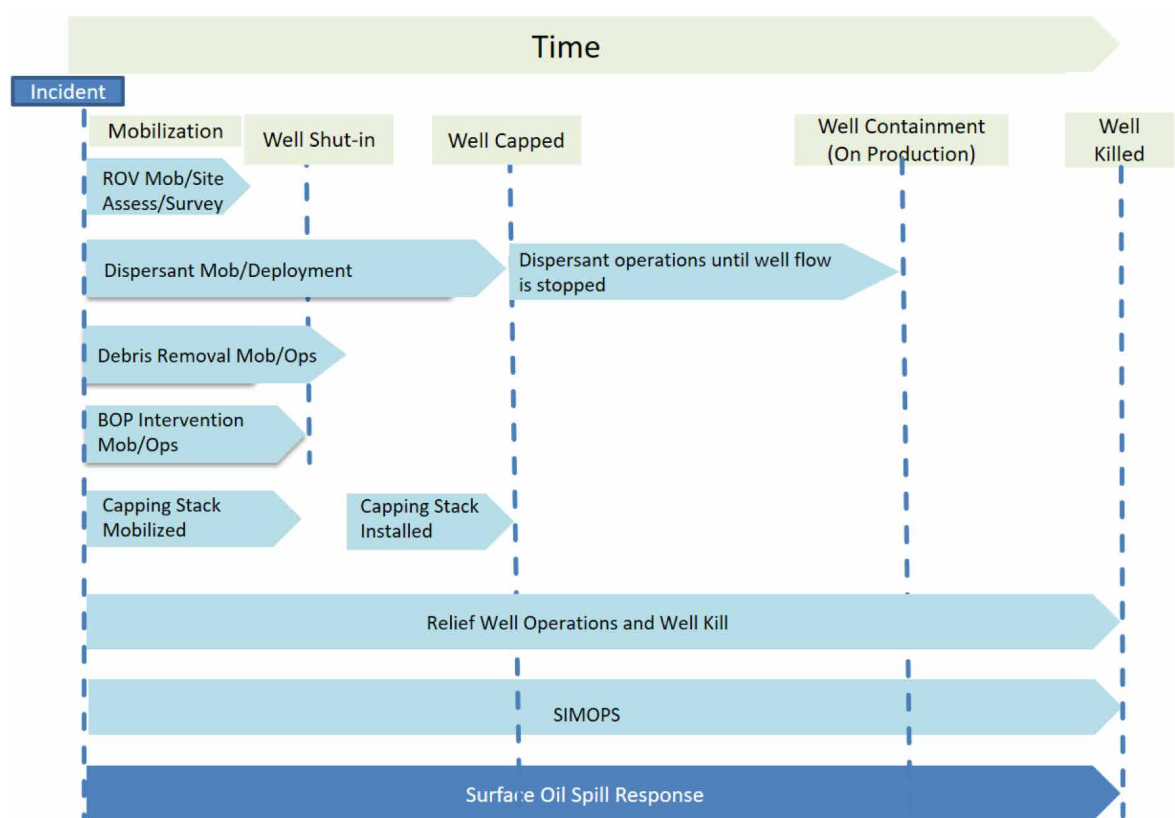 Time
Incident
Mobilization
Well Shut-in
Well Capped
Well Containment
(On Production)
Well
Killed
ROV Mob/Site
Assess/Survey
Dispersant Mob/Deployment
Dispersant operations until well flow
is stopped
Debris Removal Mob/Ops
BOP Intervention
Mob/Ops
Capping Stack
Mobilized
Capping Stack
Installed
Relief Well Operations and Well Kill
SIMOPS
Surface Oil Spill Response